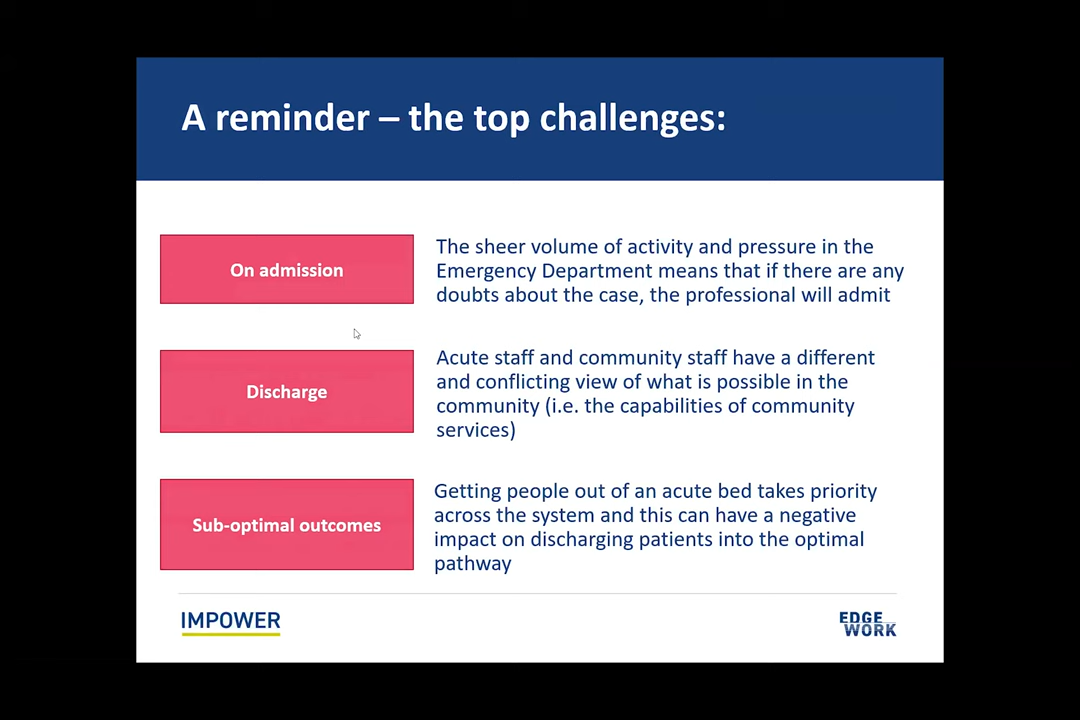 A reminder – the top challenges:
On admission
The sheer volume of activity and pressure in the
Emergency Department means that if there are any
doubts about the case, the professional will admit
Discharge
Acute staff and community staff have a different
and conflicting view of what is possible in the
community (i.e. the capabilities of community
services)
Sub-optimal outcomes
Getting people out of an acute bed takes priority
across the system and this can have a negative
impact on discharging patients into the optimal
pathway
IMPOWER
EDGE
WORK